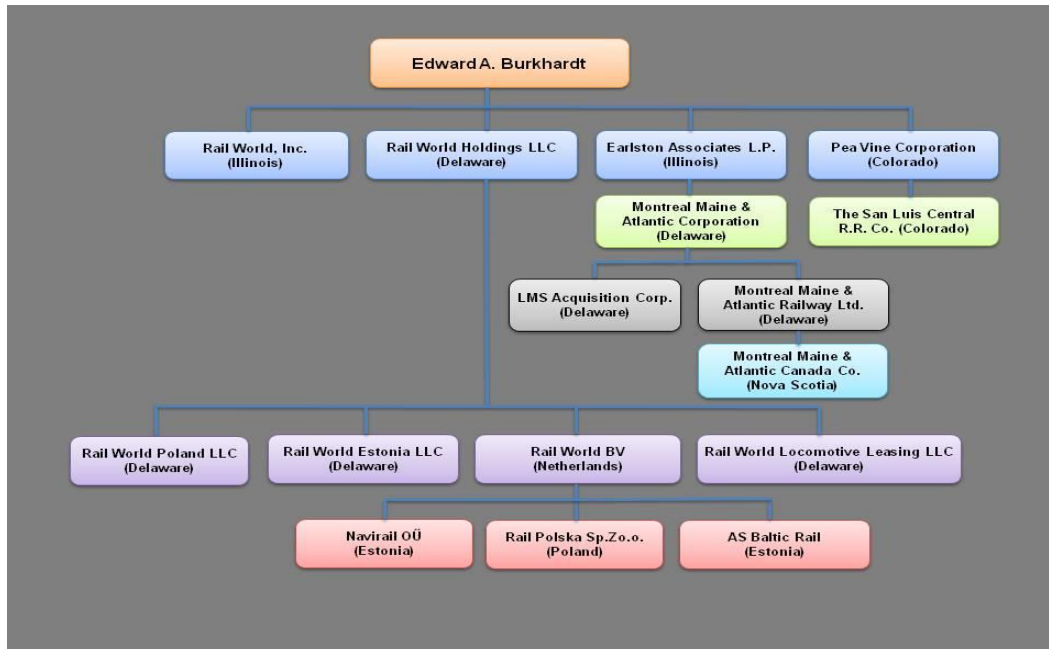 Edward A. Burkhardt
Rail World, Inc.
(Illinois)
Rail World Holdings LLC
(Delaware)
Earlston Associates L.P.
(Illinois)
Pea Vine Corporation
(Colorado)
Montreal Maine &
Atlantic Corporation
(Delaware)
The San Luis Central
R.R. Co. (Colorado)
LMS Acquisition Corp.
(Delaware)
Montreal Maine &
Atlantic Railway Ltd.
(Delaware)
Montreal Maine &
Atlantic Canada Co.
(Nova Scotia)
Rail World Poland LLC
(Delaware)
Rail World Estonia LLC
(Delaware)
Rail World BV
(Netherlands)
Rail World Locomotive Leasing LLC
(Delaware)
Navirail OÜ
(Estonia)
Rail Polska Sp.Zo.o.
(Poland)
AS Baltic Rail
(Estonia)